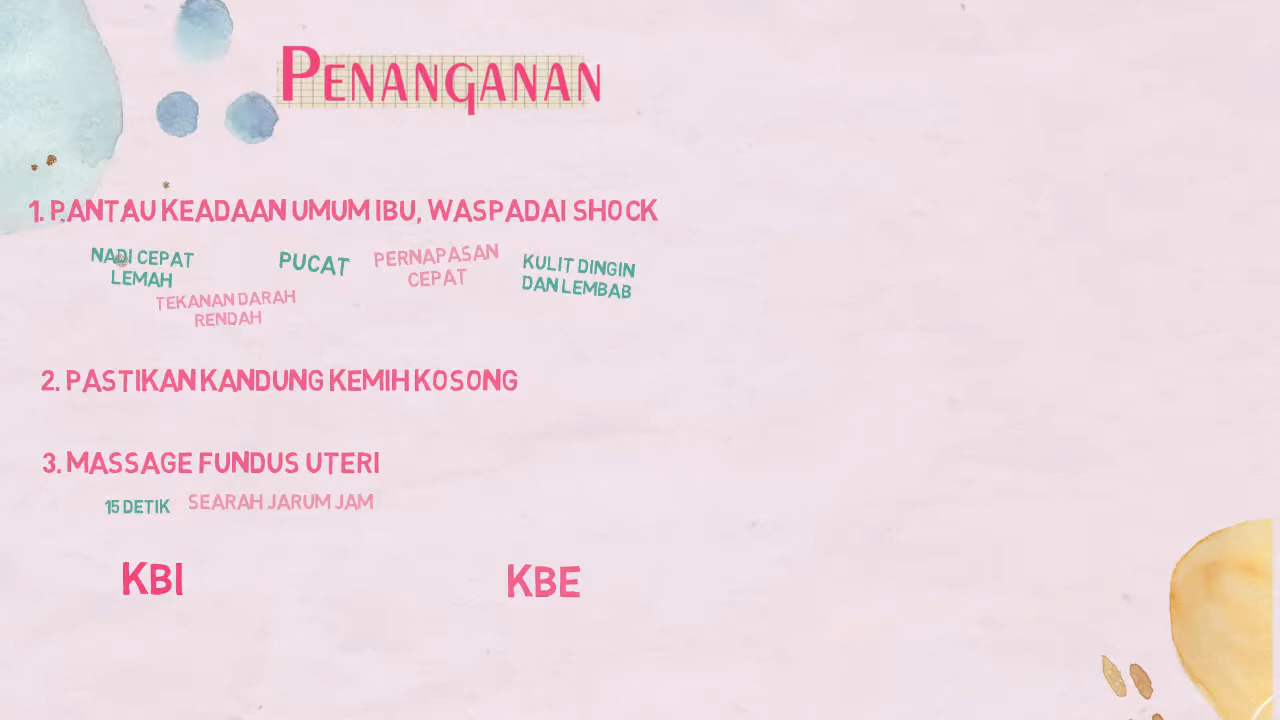 PENANGANAN
1. PANTAU KEADAAN UMUM IBU, WASPADAI SHOCK
NADI CEPAT
LEMAH
PUCAT
PERNAPASAN
CEPAT
KULIT DINGIN
DAN LEMBAB
TEKANAN DARAH
RENDAH
2. PASTIKAN KANDUNG KEMIH KOSONG
3. MASSAGE FUNDUS UTERI
15 DETIK
SEARAH JARUM JAM
KBI
KBE